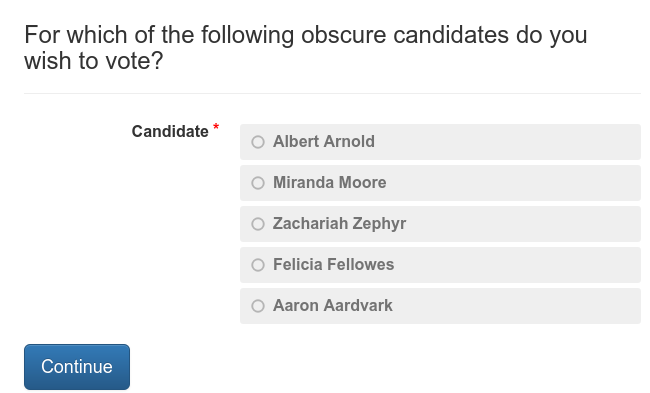 For which of the following obscure candidates do you
wish to vote?
Candidate *
Albert Arnold
Miranda Moore
Zachariah Zephyr
Felicia Fellowes
Aaron Aardvark
Continue